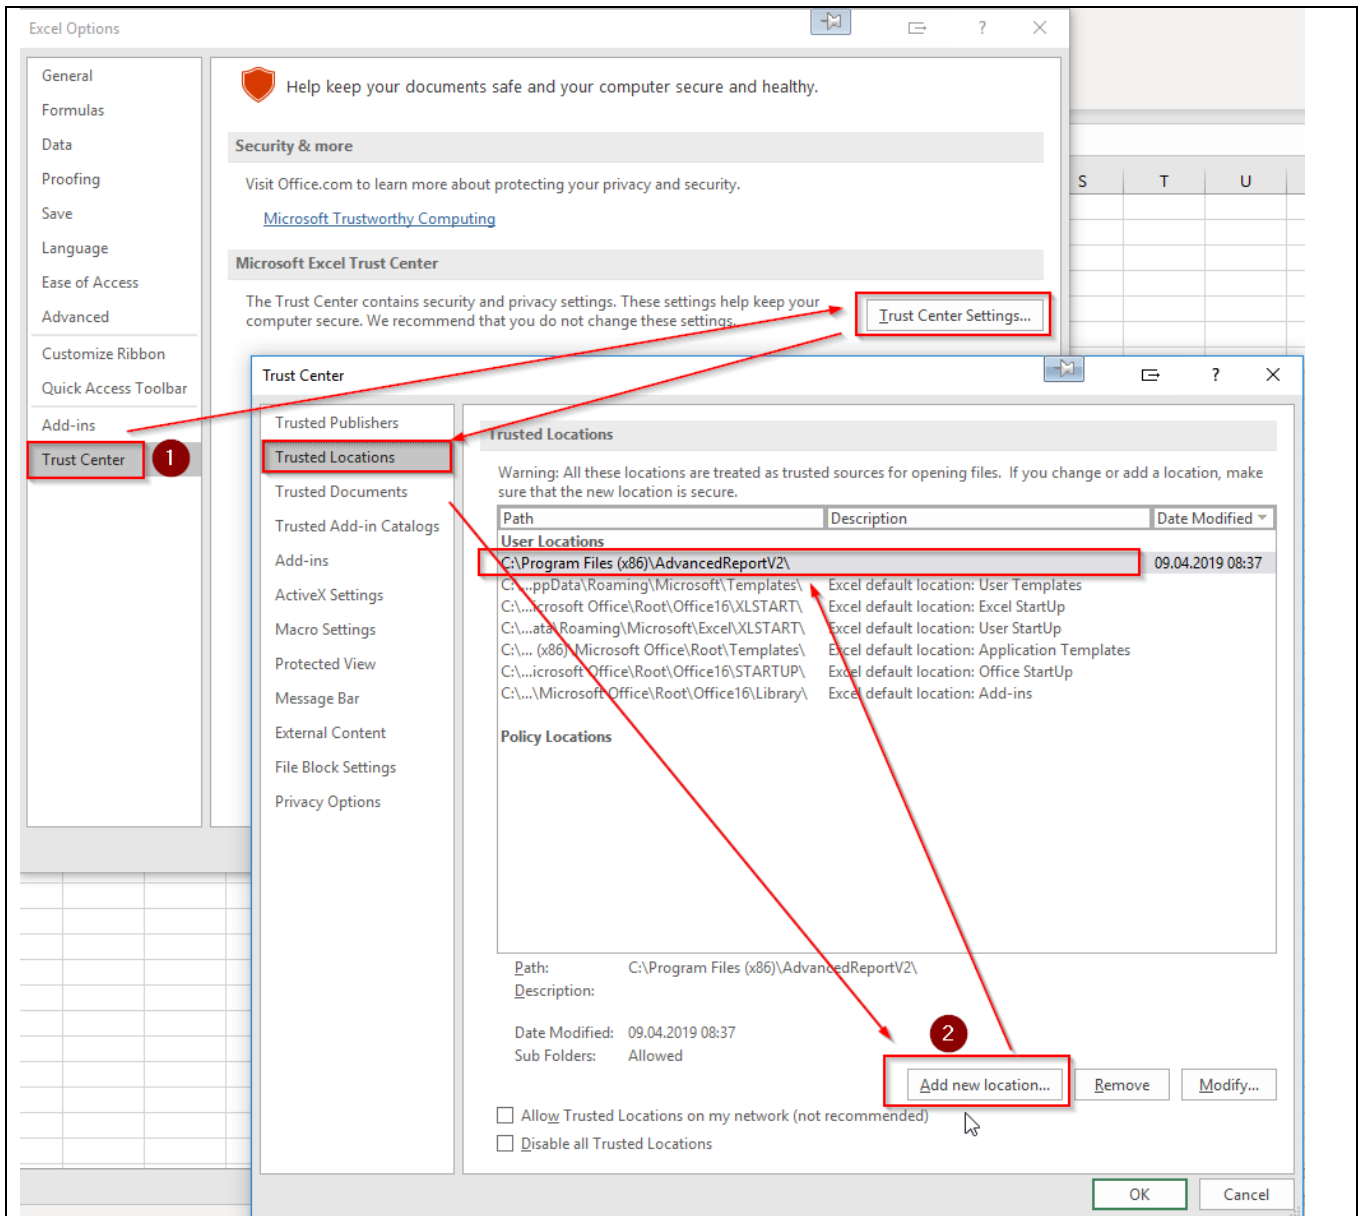 Excel Options
?
General
Formulas
Data
Proofing
Save
Language
Ease of Access
Advanced
Customize Ribbon
Quick Access Toolbar
Add-ins
Trust Center
1
Help keep your documents safe and your computer secure and healthy.
Security & more
Visit Office.com to learn more about protecting your privacy and security.
Microsoft Trustworthy Computing
Microsoft Excel Trust Center
The Trust Center contains security and privacy settings. These settings help keep your
computer secure. We recommend that you do not change these settings.
Trust Center Settings...
S T U
Trust Center
?
Trusted Publishers
Trusted Locations
Trusted Documents
Trusted Add-in Catalogs
Add-ins
ActiveX Settings
Macro Settings
Protected View
Message Bar
External Content
File Block Settings
Privacy Options
Trusted Locations
Warning: All these locations are treated as trusted sources for opening files. If you change or add a location, make
sure that the new location is secure.
Path Description Date Modified
User Locations
C:\Program Files (x86)\AdvancedReportV2\ 09.04.2019 08:37
C:\...ppData\Roaming\Microsoft\Templates\ Excel default location: User Templates
C:\...icrosoft Office\Root\Office16\XLSTART\ Excel default location: Excel StartUp
C:\...ata\Roaming\Microsoft\Excel\XLSTART\ Excel default location: User StartUp
C:\... (x86)\Microsoft Office\Root\Templates\ Excel default location: Application Templates
C:\...icrosoft Office\Root\Office16\STARTUP\ Excel default location: Office StartUp
C:\...\Microsoft Office\Root\Office16\Library\ Excel default location: Add-ins
Policy Locations
Path: C:\Program Files (x86)\AdvancedReportV2\
Description:
Date Modified: 09.04.2019 08:37
Sub Folders: Allowed
2
Add new location... Remove Modify...
Allow Trusted Locations on my network (not recommended)
Disable all Trusted Locations
OK Cancel